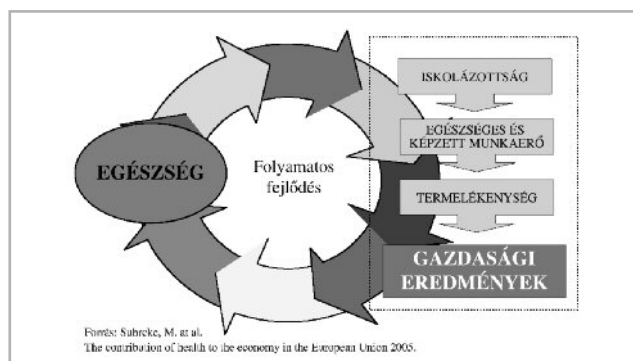 EGÉSZSÉG
Folyamatos
fejlődés
ISKOLÁZOTTSÁG
EGÉSZSÉGES ÉS
KÉPZETT MUNKAERŐ
TERMELÉKENYSÉG
GAZDASÁGI
EREDMÉNYEK
Forrás: Suhrcke, M. at al.
The contribution of health to the economy in the European Union 2005.